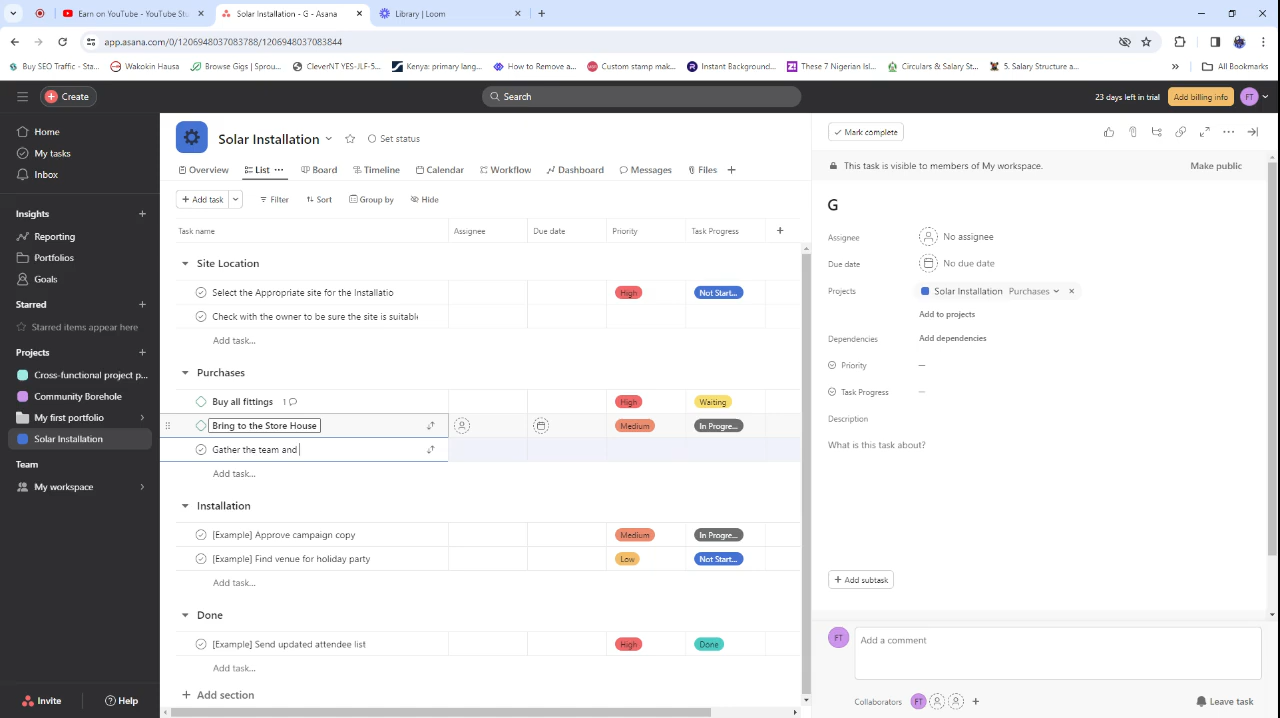 Earn on YouTube - YouTube Stu
Solar Installation - G - Asana
Library | Loom
app.asana.com/0/1206948037083788/1206948037083844
Buy SEO Traffic - Sta...
Wakokin Hausa
Browse Gigs | Sprou...
CleverNT YES-JLF-5...
Kenya: primary lang...
How to Remove a...
Custom stamp mak...
Instant Background...
These 7 Nigerian Isl...
Circulars & Salary St...
5. Salary Structure a...
All Bookmarks
Create
Search
23 days left in trial
Add billing info
FT
Home
My tasks
Inbox
Insights
Reporting
Portfolios
Goals
Starred
Starred items appear here
Projects
Cross-functional project p...
Community Borehole
My first portfolio
Solar Installation
Team
My workspace
Invite
Help
Solar Installation
Set status
Overview
List
Board
Timeline
Calendar
Workflow
Dashboard
Messages
Files
Add task
Filter
Sort
Group by
Hide
Task name
Assignee
Due date
Priority
Task Progress
Site Location
Select the Appropriate site for the Installatio
High
Not Start...
Check with the owner to be sure the site is suitable
Add task...
Purchases
Buy all fittings 1
High
Waiting
Bring to the Store House
Medium
In Progre...
Gather the team and
Add task...
Installation
[Example] Approve campaign copy
Medium
In Progre...
[Example] Find venue for holiday party
Low
Not Start...
Add task...
Done
[Example] Send updated attendee list
High
Done
Add task...
Add section
Mark complete
This task is visible to members of My workspace.
Make public
G
Assignee
No assignee
Due date
No due date
Projects
Solar Installation Purchases
Add to projects
Dependencies
Add dependencies
Priority
—
Task Progress
—
Description
What is this task about?
+ Add subtask
FT
Add a comment
Collaborators
FT
Leave task